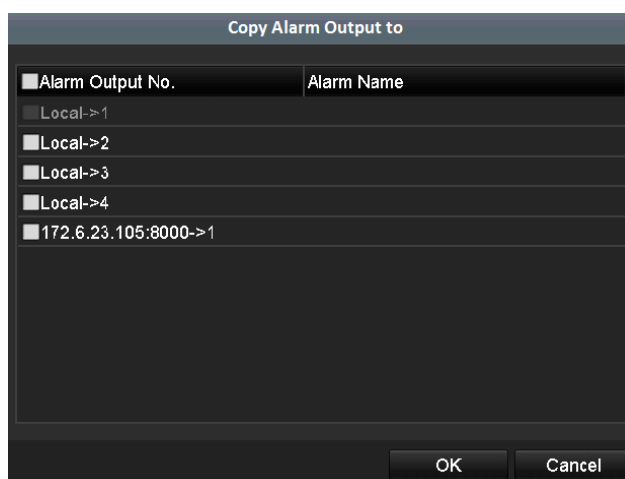 Copy Alarm Output to
Alarm Output No. Alarm Name
Local->1
Local->2
Local->3
Local->4
172.6.23.105:8000->1
OK Cancel